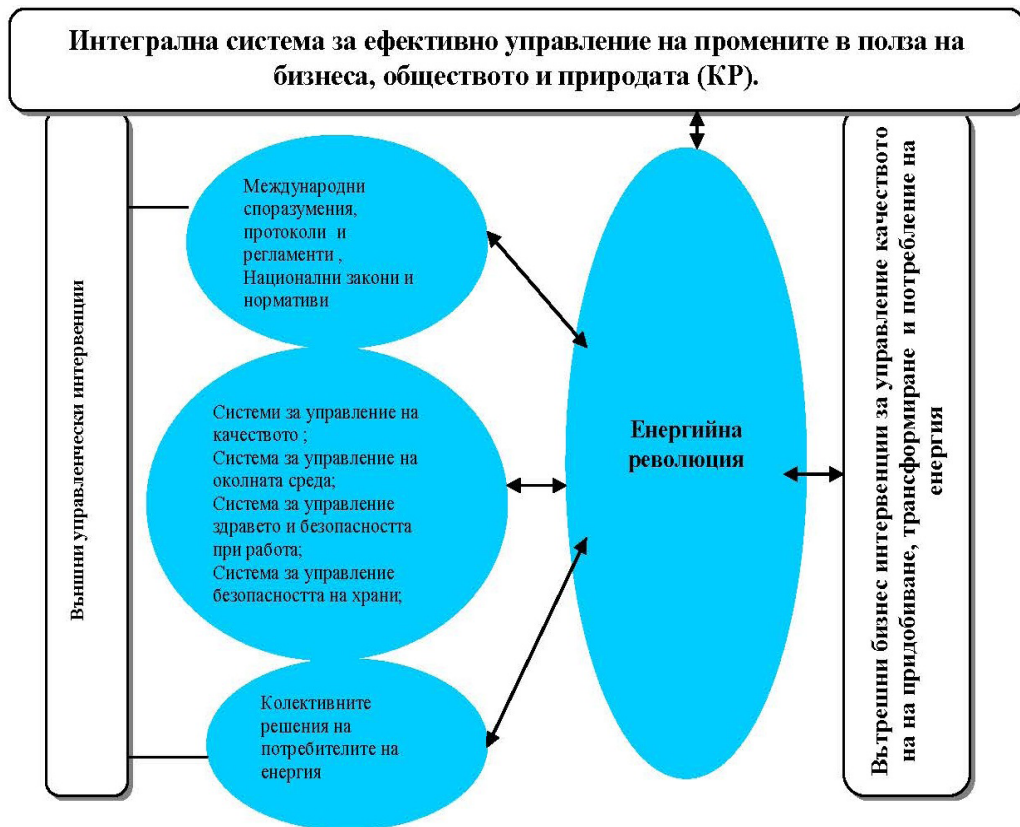 Интегрална система за ефективно управление на промените в полза на
бизнеса, обществото и природата (КР).
Външни управленчески интервенции
Международни
споразумения,
протоколи и
регламенти ,
Национални закони и
нормативи
Системи за управление на
качеството ;
Система за управление на
околната среда;
Система за управление
здравето и безопасността
при работа;
Система за управление
безопасността на храни;
Колективните
решения на
потребителите на
енергия
Енергийна
революция
Вътрешни бизнес интервенции за управление качеството
на на придобиване, трансформиране и потребление на
енергия